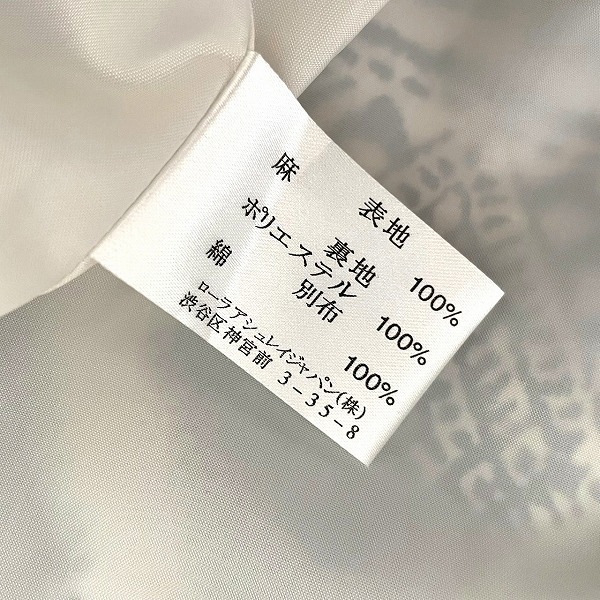 表地
麻 100%
裏地
ポリエステル 100%
別布
綿 100%
ローラアシュレイジャパン(株)
渋谷区神宮前 3-35-8